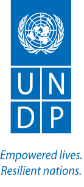 U N
D P
Empowered lives.
Resilient nations.